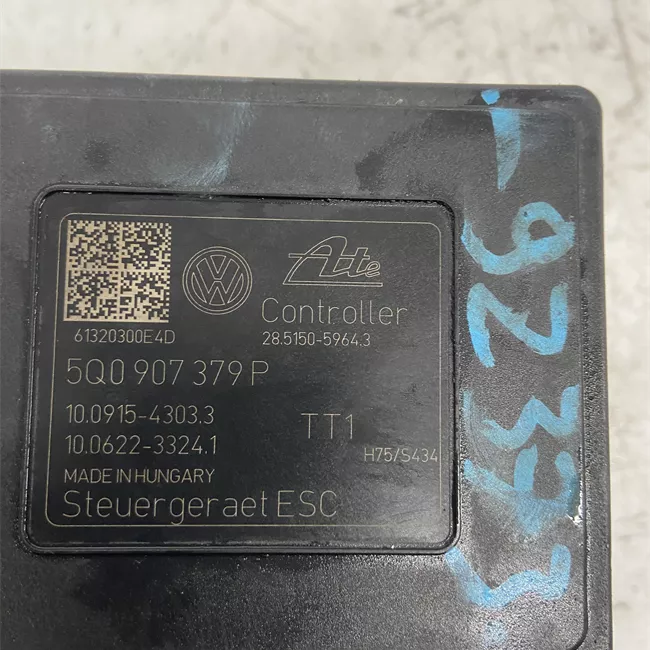 Ate
Controller
61320300E4D
28.5150-5964.3
5Q0 907 379 P
10.0915-4303.3
10.0622-3324.1
TT1
H75/S434
MADE IN HUNGARY
Steuergeraet ESC